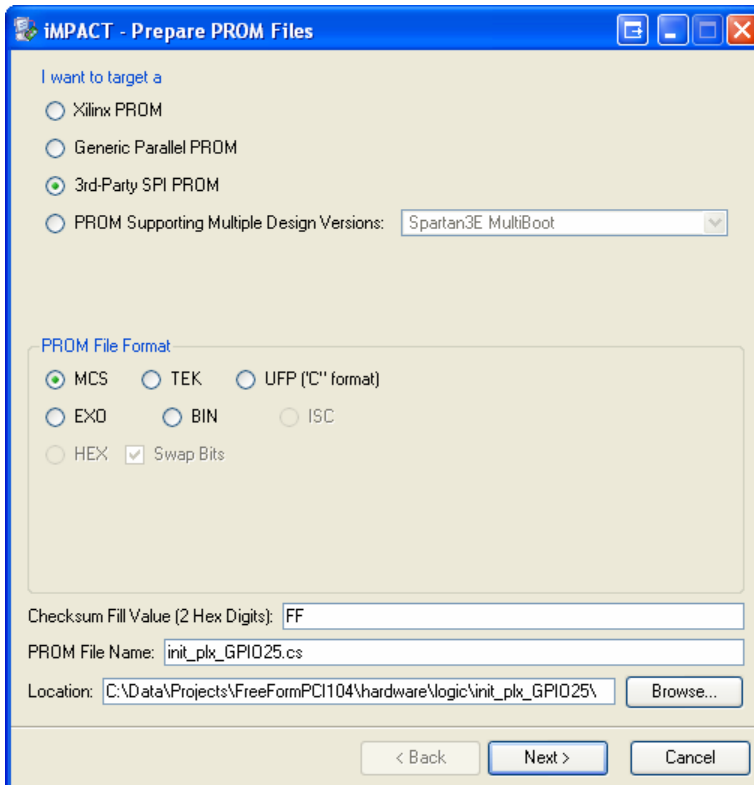 iMPACT - Prepare PROM Files
I want to target a
Xilinx PROM
Generic Parallel PROM
3rd-Party SPI PROM
PROM Supporting Multiple Design Versions: Spartan3E MultiBoot
PROM File Format
MCS TEK UFP ("C" format)
EXO BIN ISC
HEX Swap Bits
Checksum Fill Value (2 Hex Digits): FF
PROM File Name: init_plx_GPIO25.cs
Location: C:\Data\Projects\FreeFormPCI104\hardware\logic\init_plx_GPIO25\ Browse...
< Back Next > Cancel